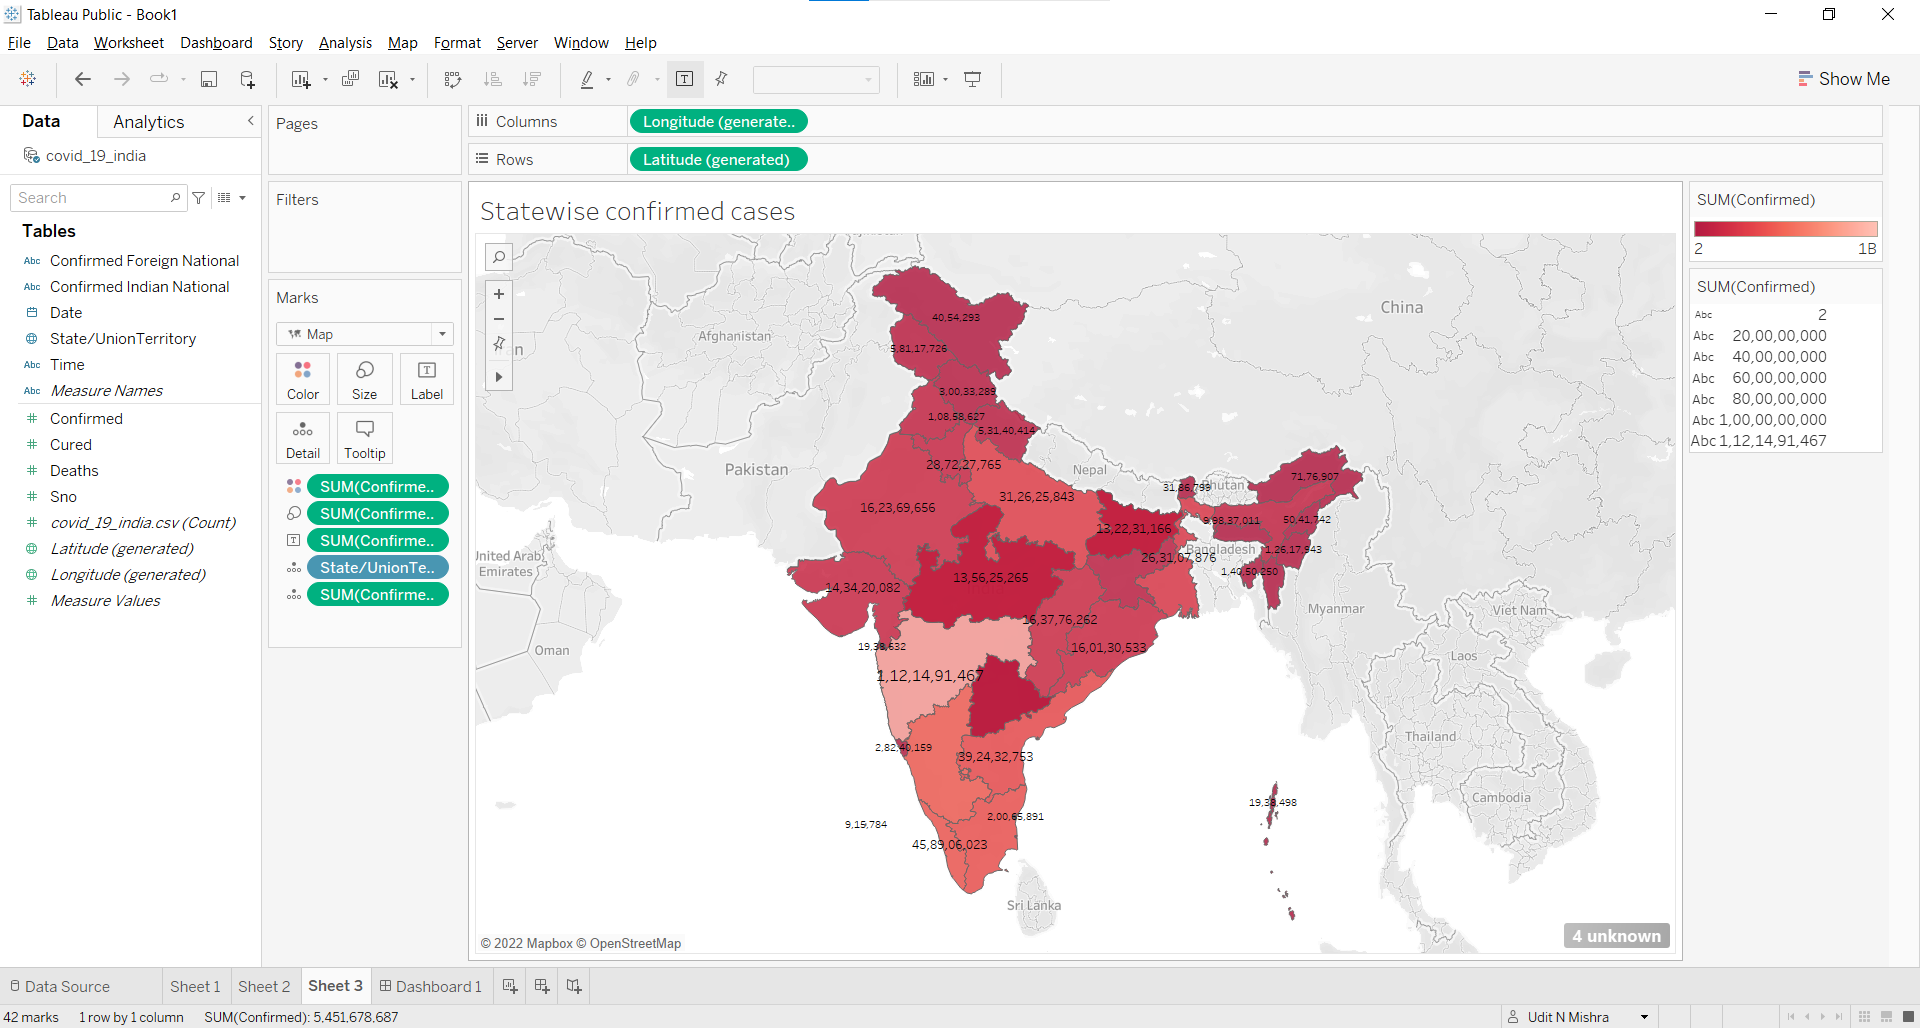 Tableau Public - Book1
File Data Worksheet Dashboard Story Analysis Map Format Server Window Help
Show Me
Data
Analytics
covid_19_india
Search
Tables
Abc Confirmed Foreign National
Abc Confirmed Indian National
Date
State/UnionTerritory
Abc Time
Abc Measure Names
# Confirmed
# Cured
# Deaths
# Sno
# covid_19_india.csv (Count)
Latitude (generated)
Longitude (generated)
# Measure Values
Pages
Filters
Marks
Map
Color Size Label
Detail Tooltip
SUM(Confirme..
SUM(Confirme..
SUM(Confirme..
State/UnionTe..
SUM(Confirme..
Columns
Longitude (generate..
Rows
Latitude (generated)
Statewise confirmed cases
China
40,54,293
Afghanistan
5,81,17,726
3,00,33,289
1,08,58,627
5,31,40,414
28,72,27,765
Pakistan
Nepal
71,76,907
Bhutan
31,26,25,843
16,23,69,656
9,98,37,011
50,41,742
13,22,31,166
Bangladesh
1,26,17,943
United Arab
Emirates
26,31,07,876
1,40,50,250
13,56,25,265
14,34,20,082
Myanmar
Viet Nam
16,37,76,262
16,01,30,533
Oman
Laos
1,12,14,91,467
Thailand
2,82,40,159
39,24,32,753
Cambodia
19,38,498
2,00,65,891
9,15,784
45,89,06,023
Sri Lanka
4 unknown
© 2022 Mapbox © OpenStreetMap
SUM(Confirmed)
2 1B
SUM(Confirmed)
Abc 2
Abc 20,00,00,000
Abc 40,00,00,000
Abc 60,00,00,000
Abc 80,00,00,000
Abc 1,00,00,00,000
Abc 1,12,14,91,467
Data Source Sheet 1 Sheet 2 Sheet 3 Dashboard 1
42 marks 1 row by 1 column SUM(Confirmed): 5,451,678,687
Udit N Mishra